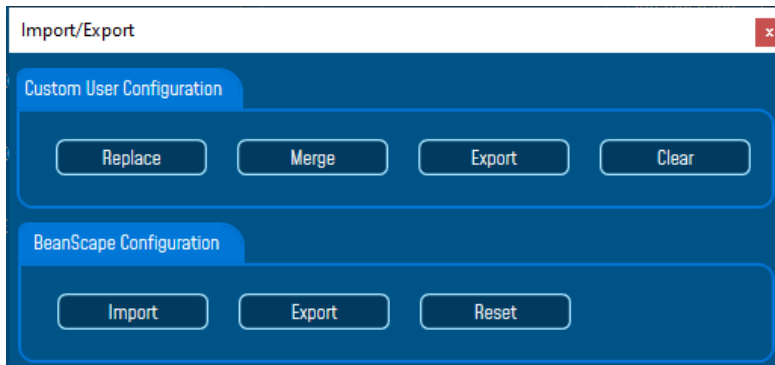 Import/Export
x
Custom User Configuration
Replace Merge Export Clear
BeanScape Configuration
Import Export Reset